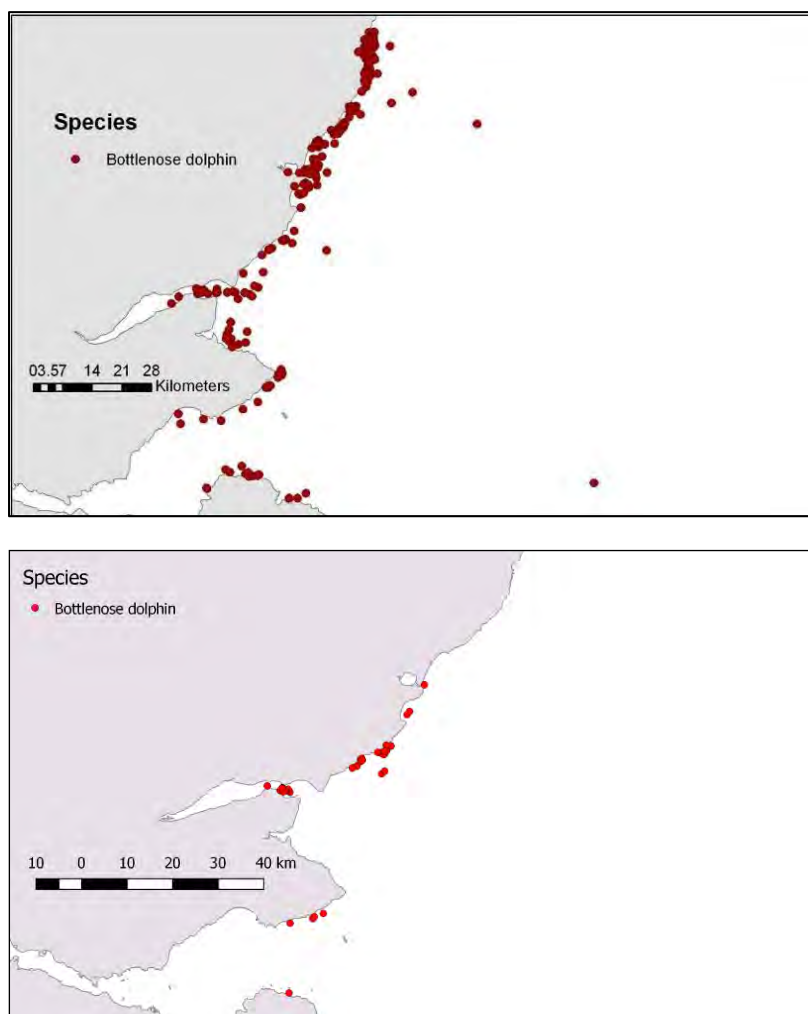 Species
Bottlenose dolphin
03.57 14 21 28
Kilometers
Species
Bottlenose dolphin
10 0 10 20 30 40 km